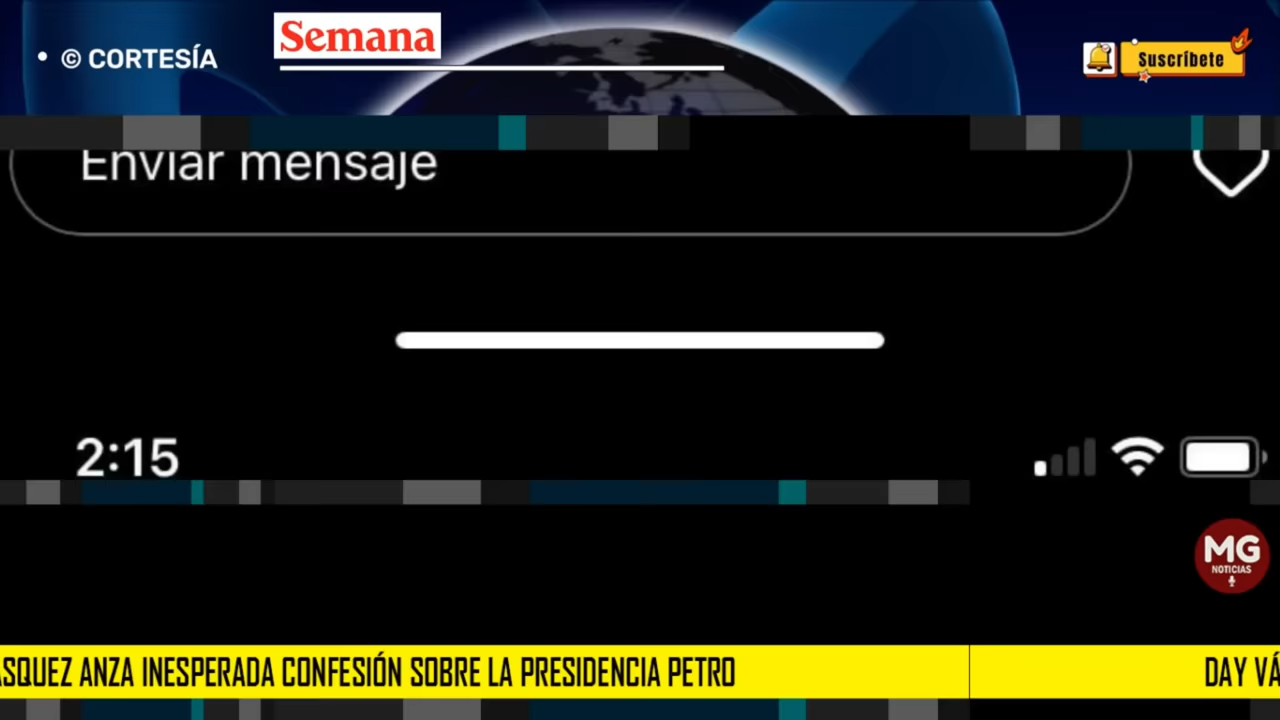 • © CORTESÍA
Semana
Suscríbete
Enviar mensaje
2:15
MG
NOTICIAS
ASQUEZ ANZA INESPERADA CONFESIÓN SOBRE LA PRESIDENCIA PETRO
DAY VÁ